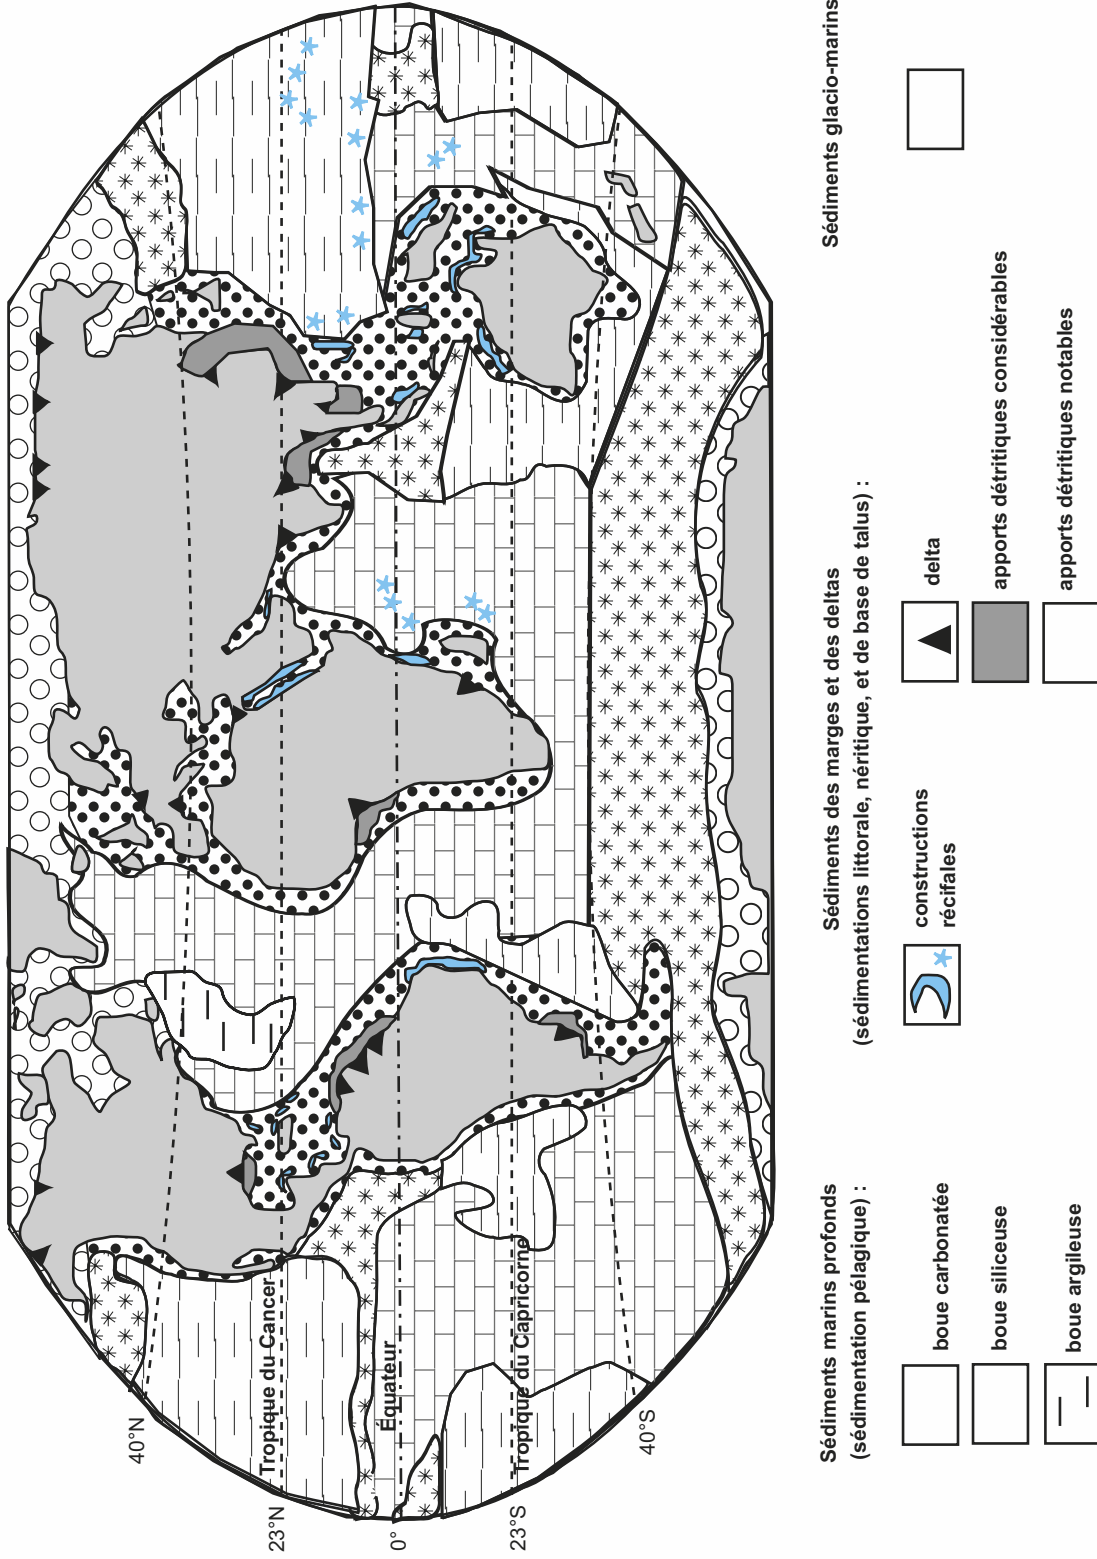 40°N
Tropique du Cancer
23°N
Équateur
0°
Tropique du Capricorne
23°S
40°S
Sédiments marins profonds
(sédimentation pélagique) :
boue carbonatée
boue siliceuse
boue argileuse
Sédiments des marges et des deltas
(sédimentations littorale, néritique, et de base de talus) :
constructions
récifales
delta
apports détritiques considérables
apports détritiques notables
Sédiments glacio-marins